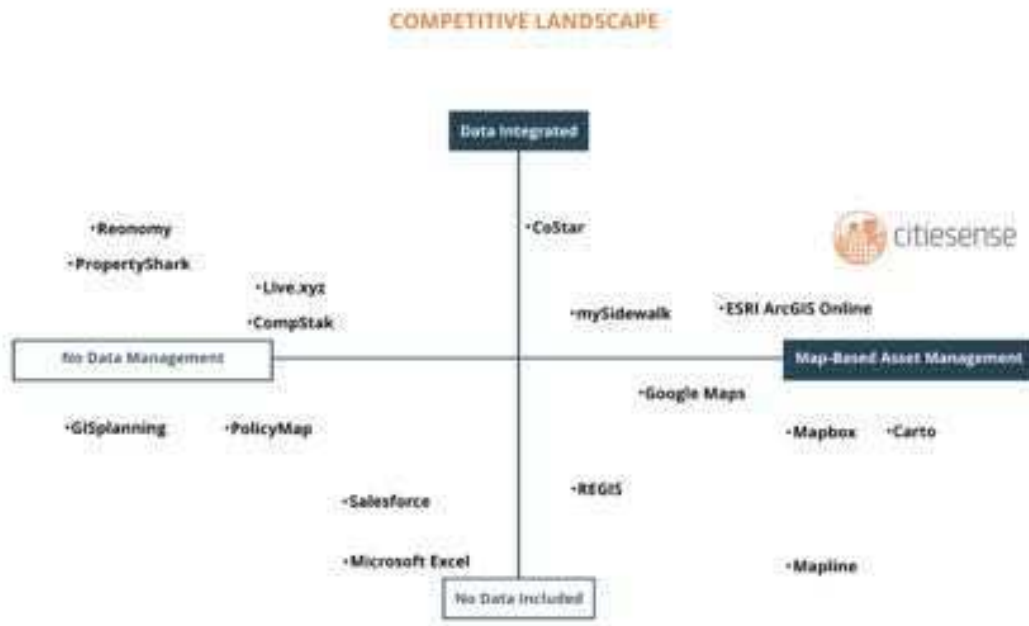 COMPETITIVE LANDSCAPE
Data Integrated
•Reonomy
•CoStar
citiesense
•PropertyShark
•Live.xyz
•mySidewalk
•ESRI ArcGIS Online
•CompStak
No Data Management
Map-Based Asset Management
•Google Maps
•GISplanning
•PolicyMap
•Mapbox
•Carto
•REGIS
•Salesforce
•Microsoft Excel
•Mapline
No Data Included